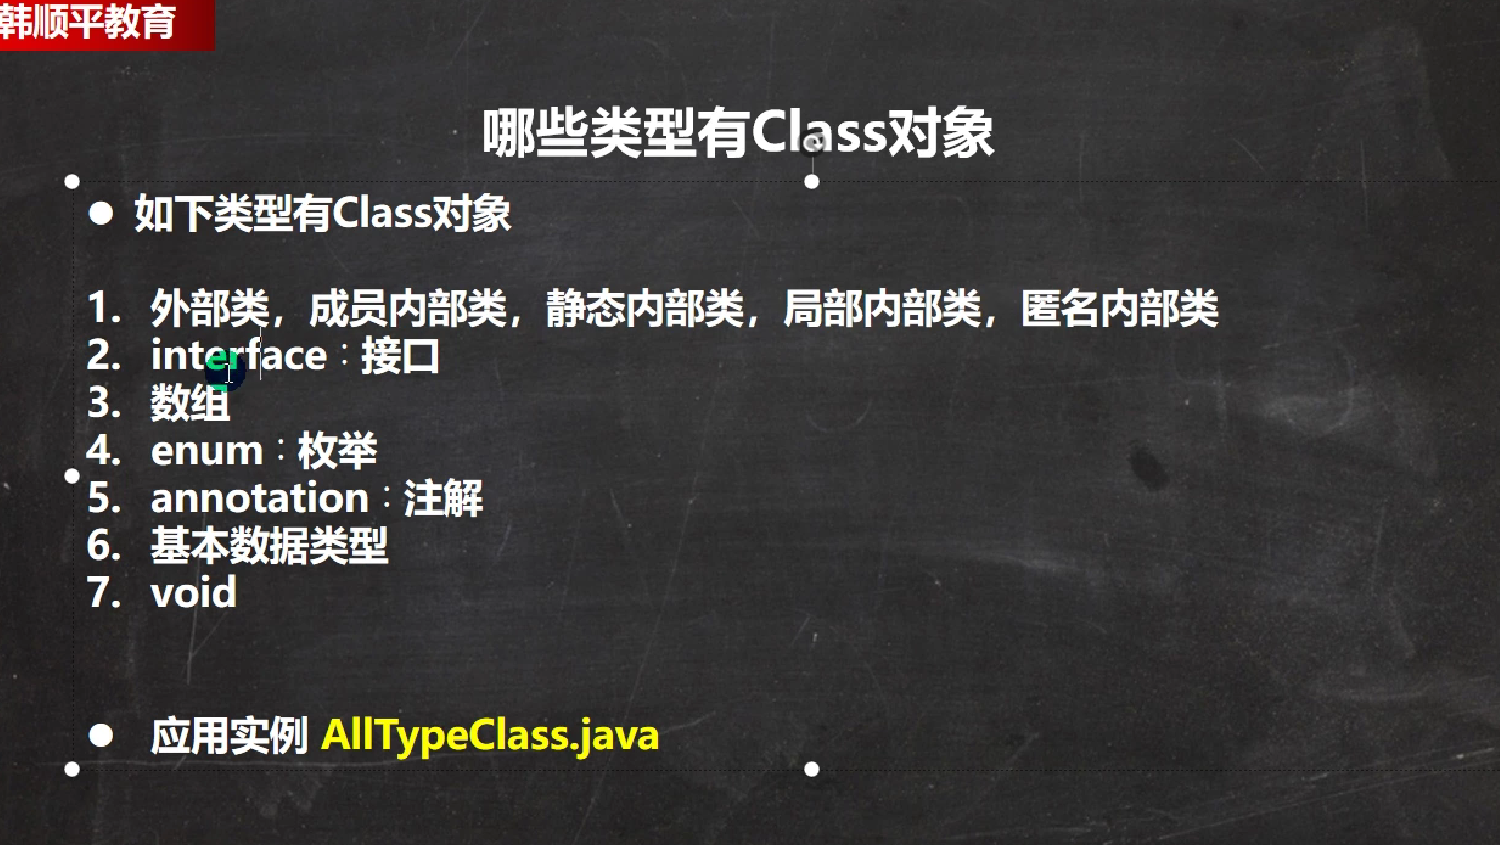 韩顺平教育
哪些类型有Class对象
● 如下类型有Class对象
1. 外部类，成员内部类，静态内部类，局部内部类，匿名内部类
2. interface：接口
3. 数组
4. enum：枚举
5. annotation：注解
6. 基本数据类型
7. void
● 应用实例 AllTypeClass.java